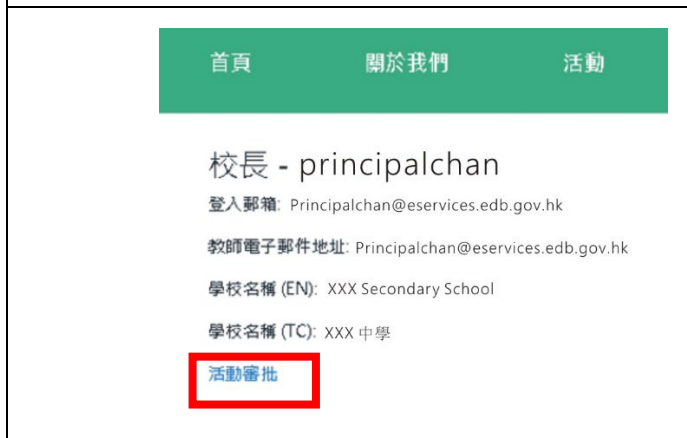 首頁 關於我們 活動
校長 - principalchan
登入郵箱: Principalchan@eservices.edb.gov.hk
教師電子郵件地址: Principalchan@eservices.edb.gov.hk
學校名稱 (EN): XXX Secondary School
學校名稱 (TC): XXX 中學
活動審批